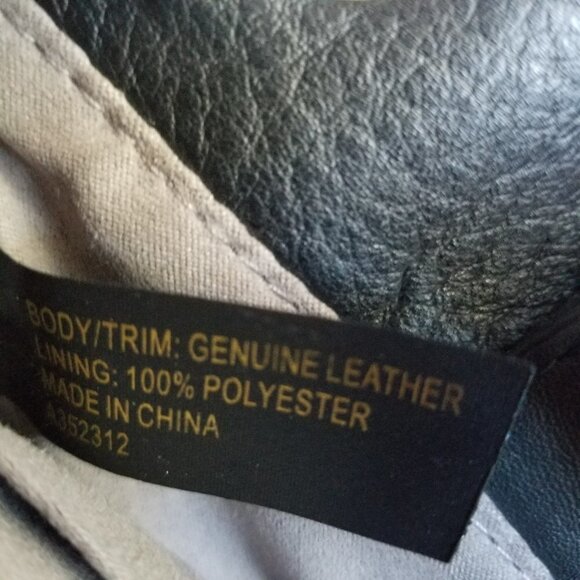 BODY/TRIM: GENUINE LEATHER
LINING: 100% POLYESTER
MADE IN CHINA
A352312